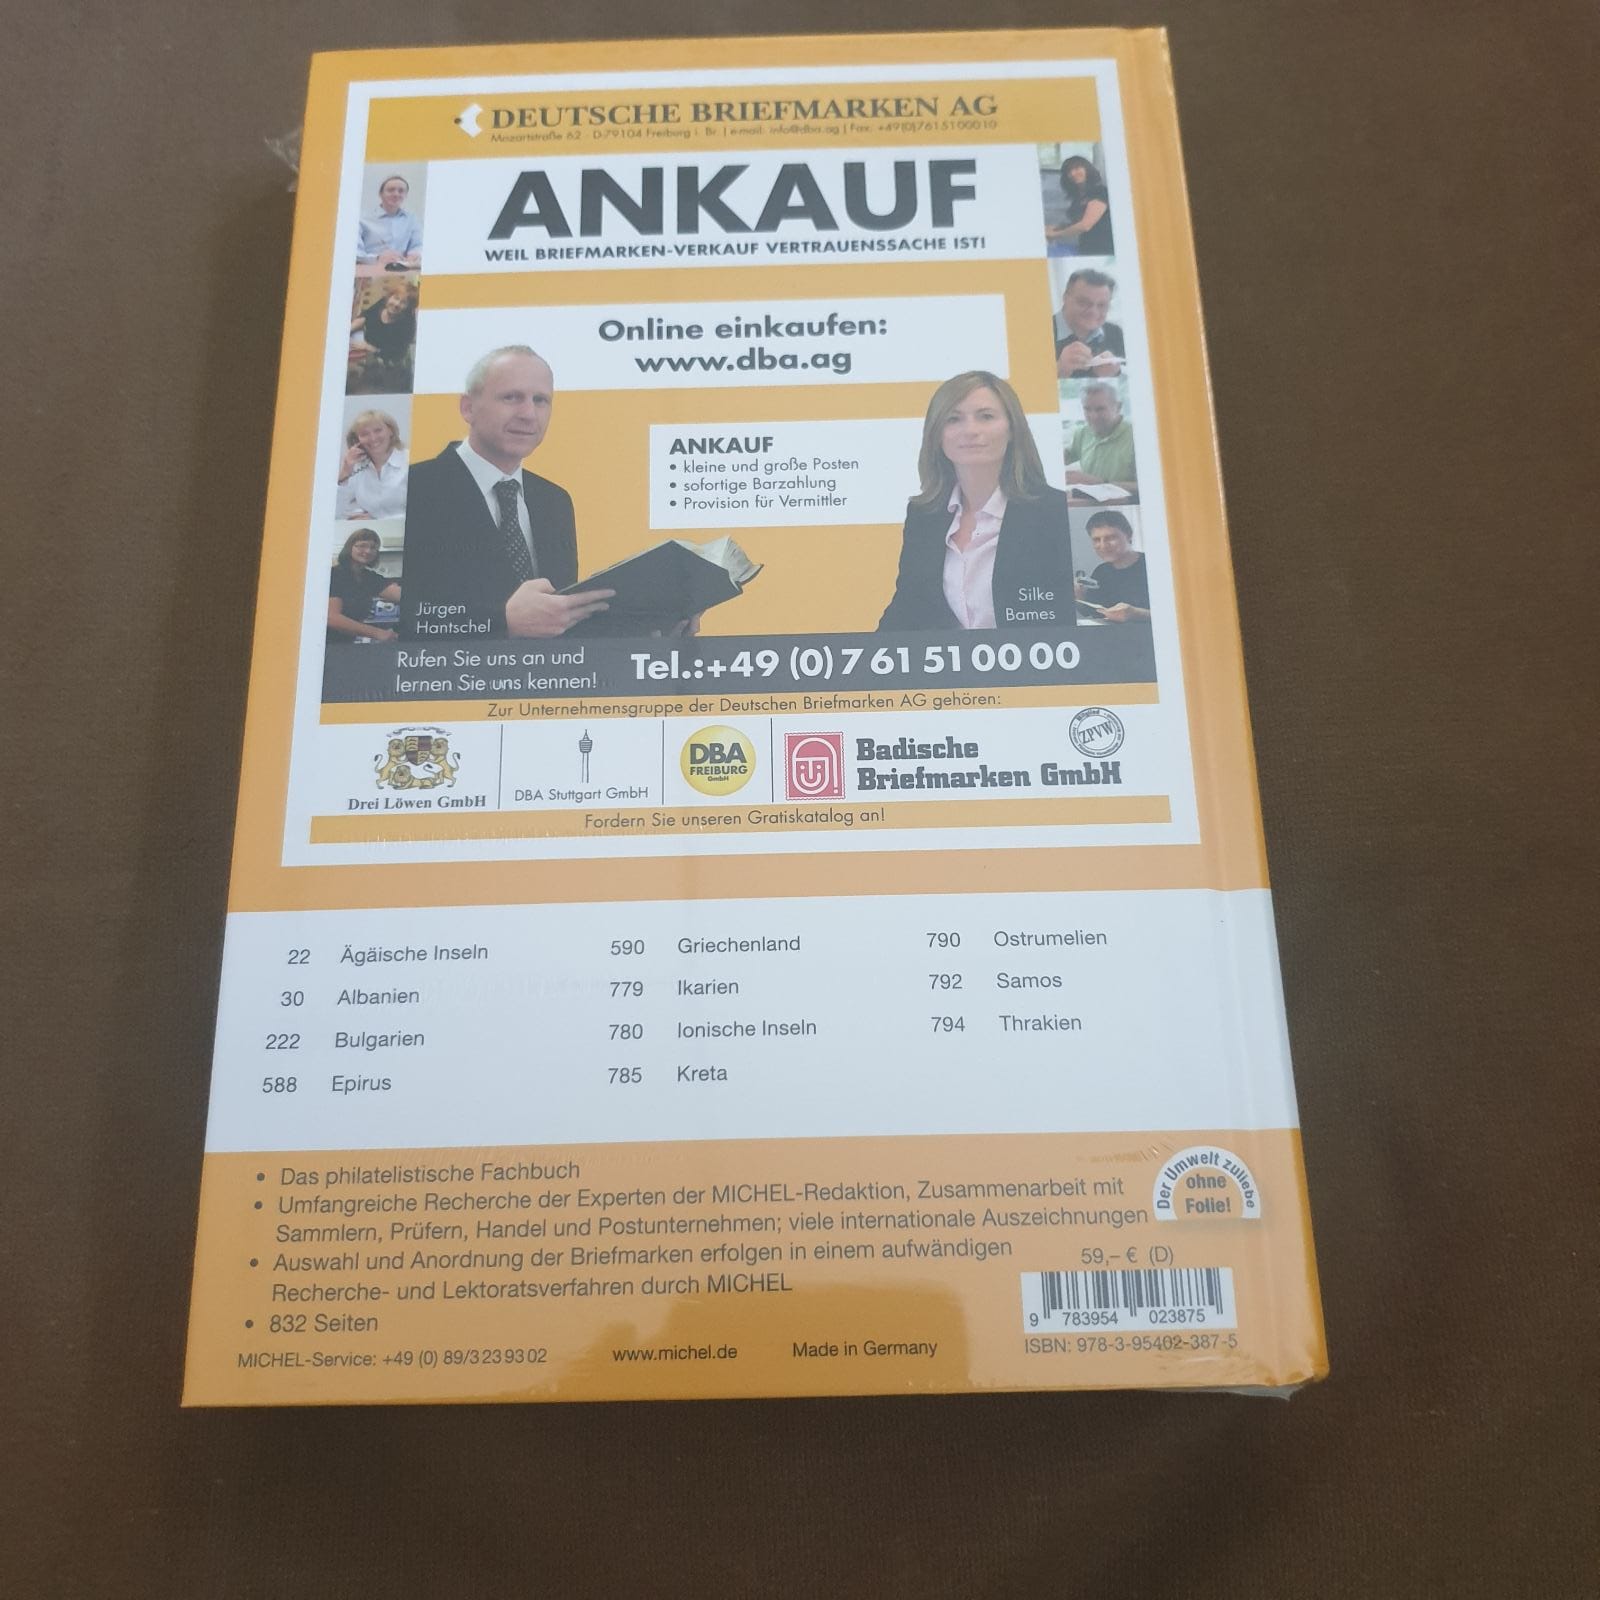 DEUTSCHE BRIEFMARKEN AG
Mozartstraße 62 · D-79104 Freiburg i. Br. | e-mail: info@dba.ag | Fax: +49(0)7615100010
ANKAUF
WEIL BRIEFMARKEN-VERKAUF VERTRAUENSSACHE IST!
Online einkaufen:
www.dba.ag
ANKAUF
• kleine und große Posten
• sofortige Barzahlung
• Provision für Vermittler
Jürgen
Hantschel
Silke
Bames
Rufen Sie uns an und
lernen Sie uns kennen!
Tel.:+49 (0) 7 61 51 00 00
Zur Unternehmensgruppe der Deutschen Briefmarken AG gehören:
Drei Löwen GmbH
DBA Stuttgart GmbH
DBA
FREIBURG
GmbH
Badische
Briefmarken GmbH
Mitglied
ZPVW
Fordern Sie unseren Gratiskatalog an!
22 Ägäische Inseln
30 Albanien
222 Bulgarien
588 Epirus
590 Griechenland
779 Ikarien
780 Ionische Inseln
785 Kreta
790 Ostrumelien
792 Samos
794 Thrakien
• Das philatelistische Fachbuch
• Umfangreiche Recherche der Experten der MICHEL-Redaktion, Zusammenarbeit mit
Sammlern, Prüfern, Handel und Postunternehmen; viele internationale Auszeichnungen
• Auswahl und Anordnung der Briefmarken erfolgen in einem aufwändigen
Recherche- und Lektoratsverfahren durch MICHEL
• 832 Seiten
Der Umwelt zuliebe
ohne
Folie!
59,– € (D)
9 783954 023875
ISBN: 978-3-95402-387-5
MICHEL-Service: +49 (0) 89/3 23 93 02
www.michel.de
Made in Germany